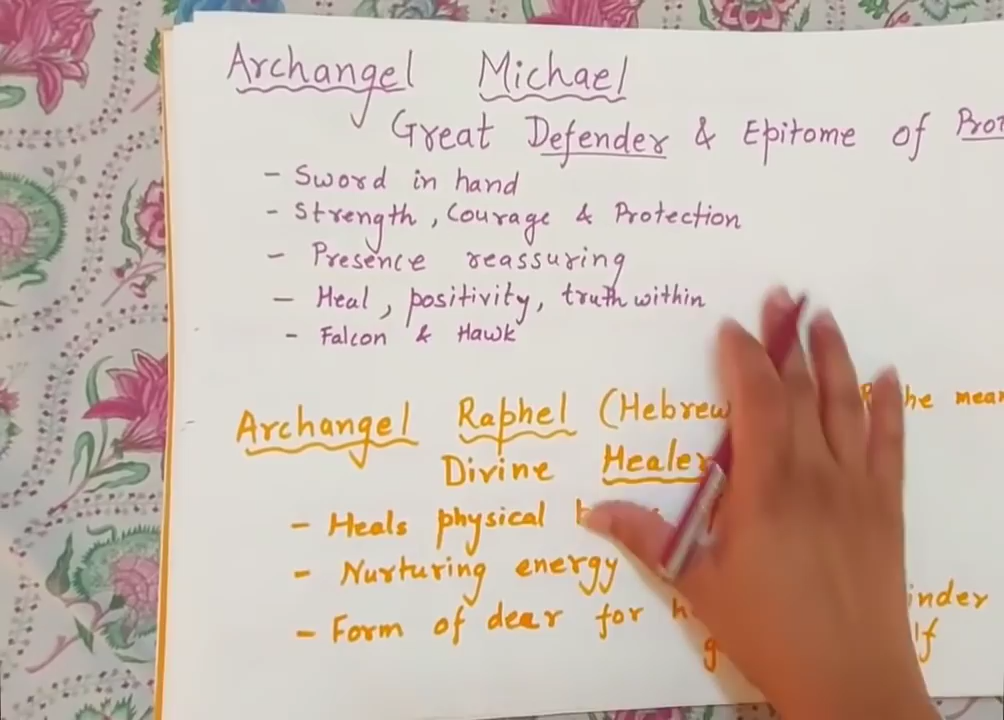 Archangel Michael
Great Defender & Epitome of
- Sword in hand
- Strength, Courage & Protection
- Presence reassuring
- Heal, positivity, truth within
- Falcon & Hawk
Archangel Raphel (Hebrew
Divine Healer
- Heals physical
- Nurturing energy
- Form of dear for